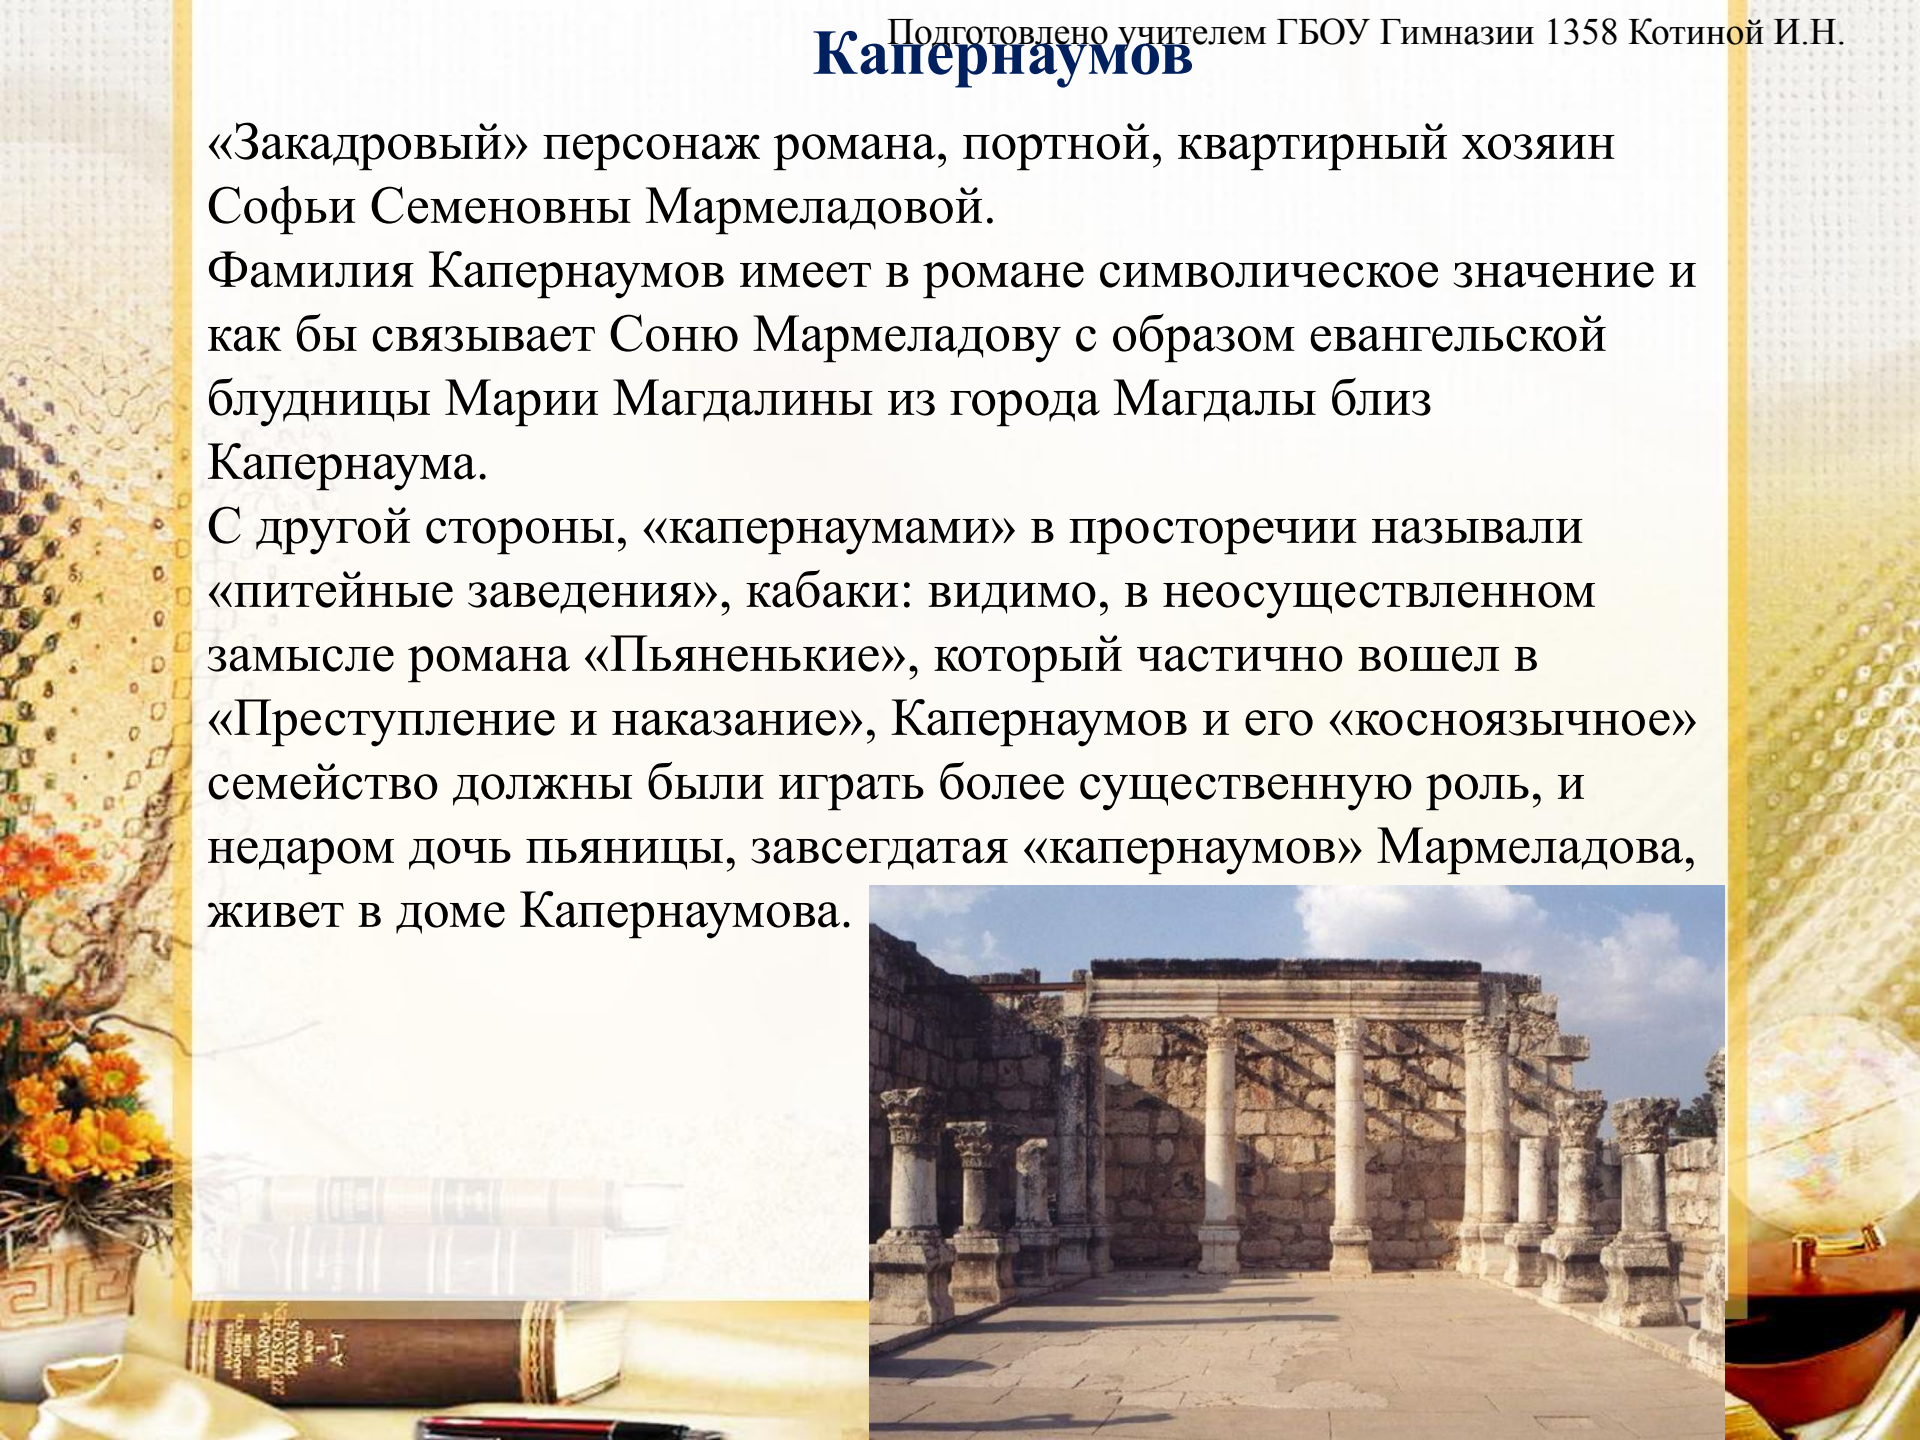 Подготовлено учителем ГБОУ Гимназии 1358 Котиной И.Н.
Капернаумов
«Закадровый» персонаж романа, портной, квартирный хозяин
Софьи Семеновны Мармеладовой.
Фамилия Капернаумов имеет в романе символическое значение и
как бы связывает Соню Мармеладову с образом евангельской
блудницы Марии Магдалины из города Магдалы близ
Капернаума.
С другой стороны, «капернаумами» в просторечии называли
«питейные заведения», кабаки: видимо, в неосуществленном
замысле романа «Пьяненькие», который частично вошел в
«Преступление и наказание», Капернаумов и его «косноязычное»
семейство должны были играть более существенную роль, и
недаром дочь пьяницы, завсегдатая «капернаумов» Мармеладова,
живет в доме Капернаумова.
PRAXIS
BAND
1
A-I